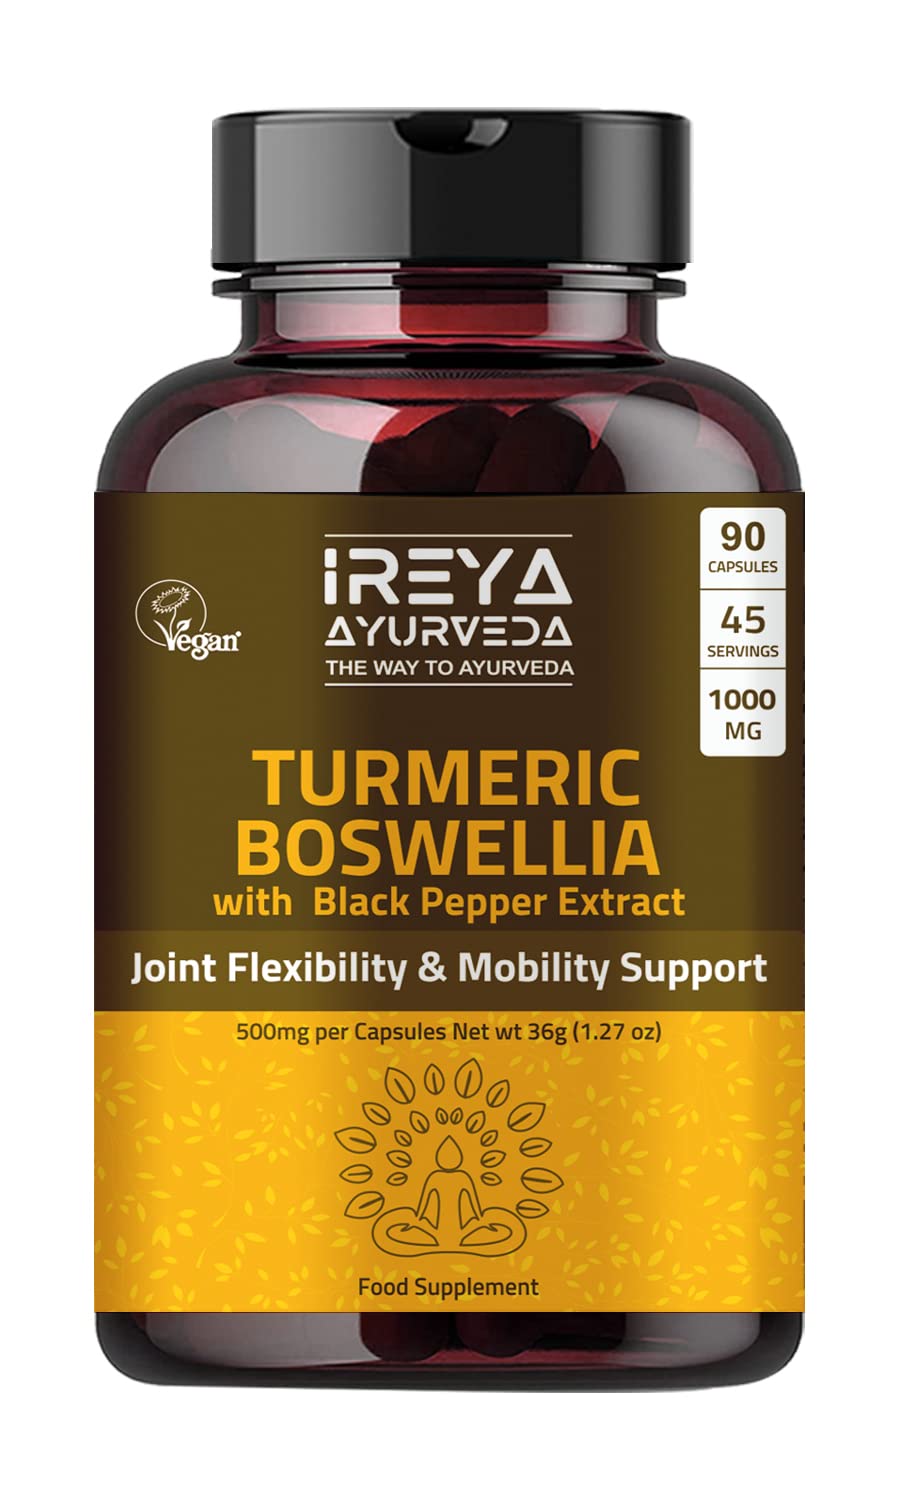 IREYA
AYURVEDA
THE WAY TO AYURVEDA
Vegan
90
CAPSULES
45
SERVINGS
1000
MG
TURMERIC
BOSWELLIA
with Black Pepper Extract
Joint Flexibility & Mobility Support
500mg per Capsules Net wt 36g (1.27 oz)
Food Supplement